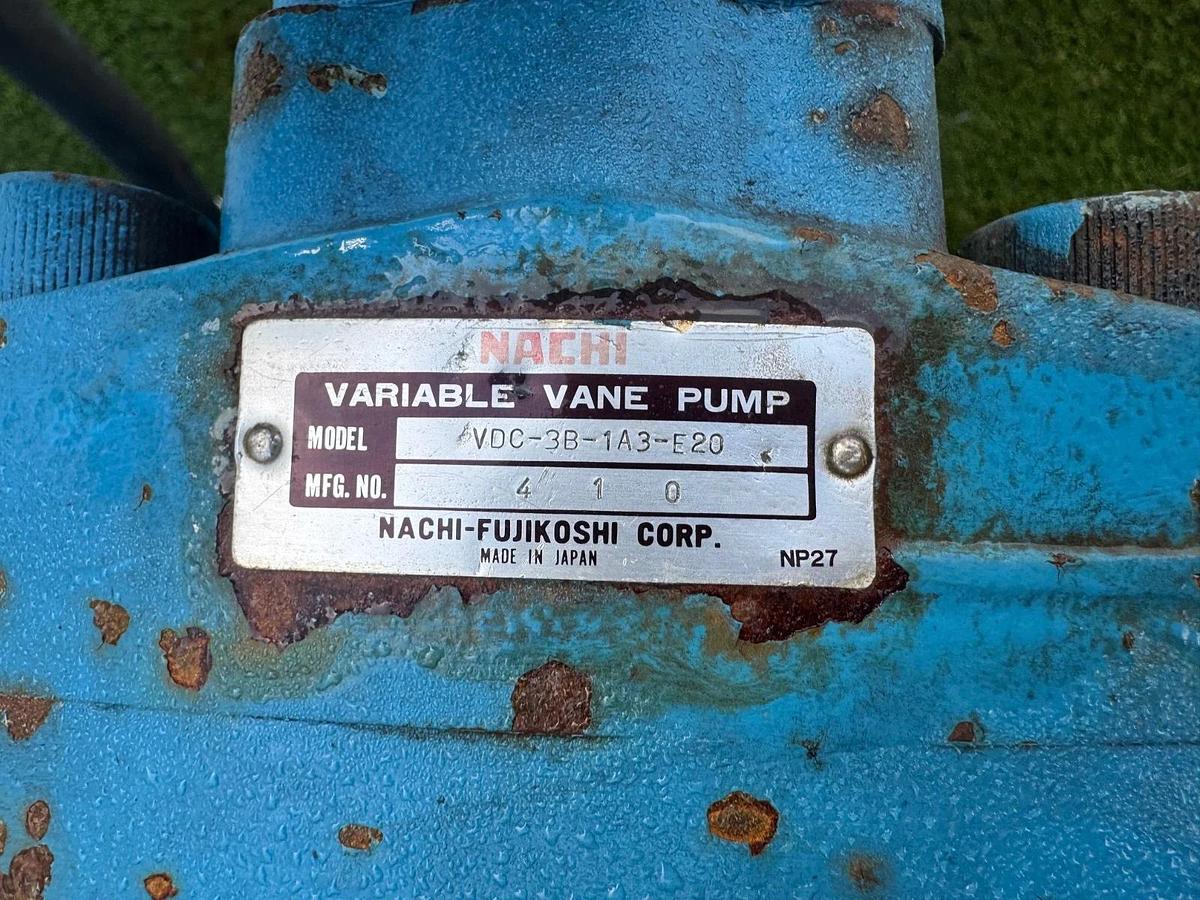 NACHI
VARIABLE VANE PUMP
MODEL VDC-3B-1A3-E20
MFG. NO. 4 1 0
NACHI-FUJIKOSHI CORP.
MADE IN JAPAN NP27